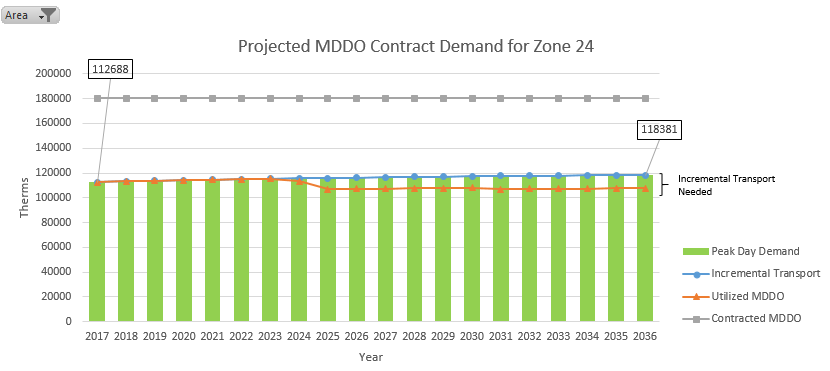 Area
Projected MDDO Contract Demand for Zone 24
200000
180000
160000
140000
120000
100000
80000
60000
40000
20000
0
Therms
112688
118381
Incremental Transport
Needed
Peak Day Demand
Incremental Transport
Utilized MDDO
Contracted MDDO
2017 2018 2019 2020 2021 2022 2023 2024 2025 2026 2027 2028 2029 2030 2031 2032 2033 2034 2035 2036
Year